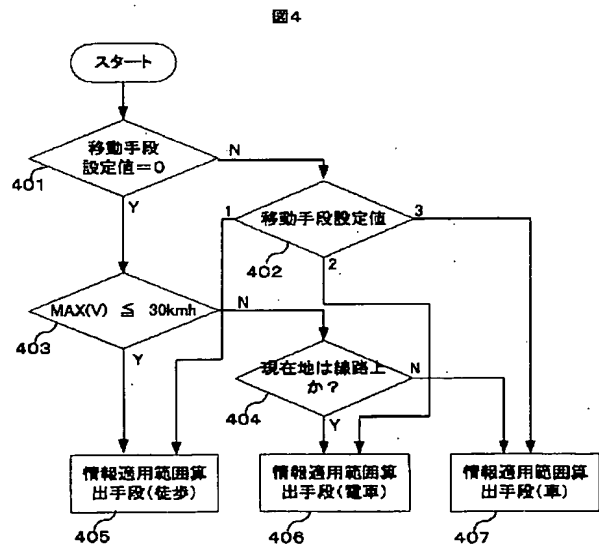 図4
スタート
移動手段
設定値=0
N
401
Y
1
移動手段設定値
3
402
2
MAX(V) ≦ 30kmh
N
403
Y
現在地は線路上
か?
N
404
Y
情報適用範囲算
出手段(徒歩)
405
情報適用範囲算
出手段(電車)
406
情報適用範囲算
出手段(車)
407